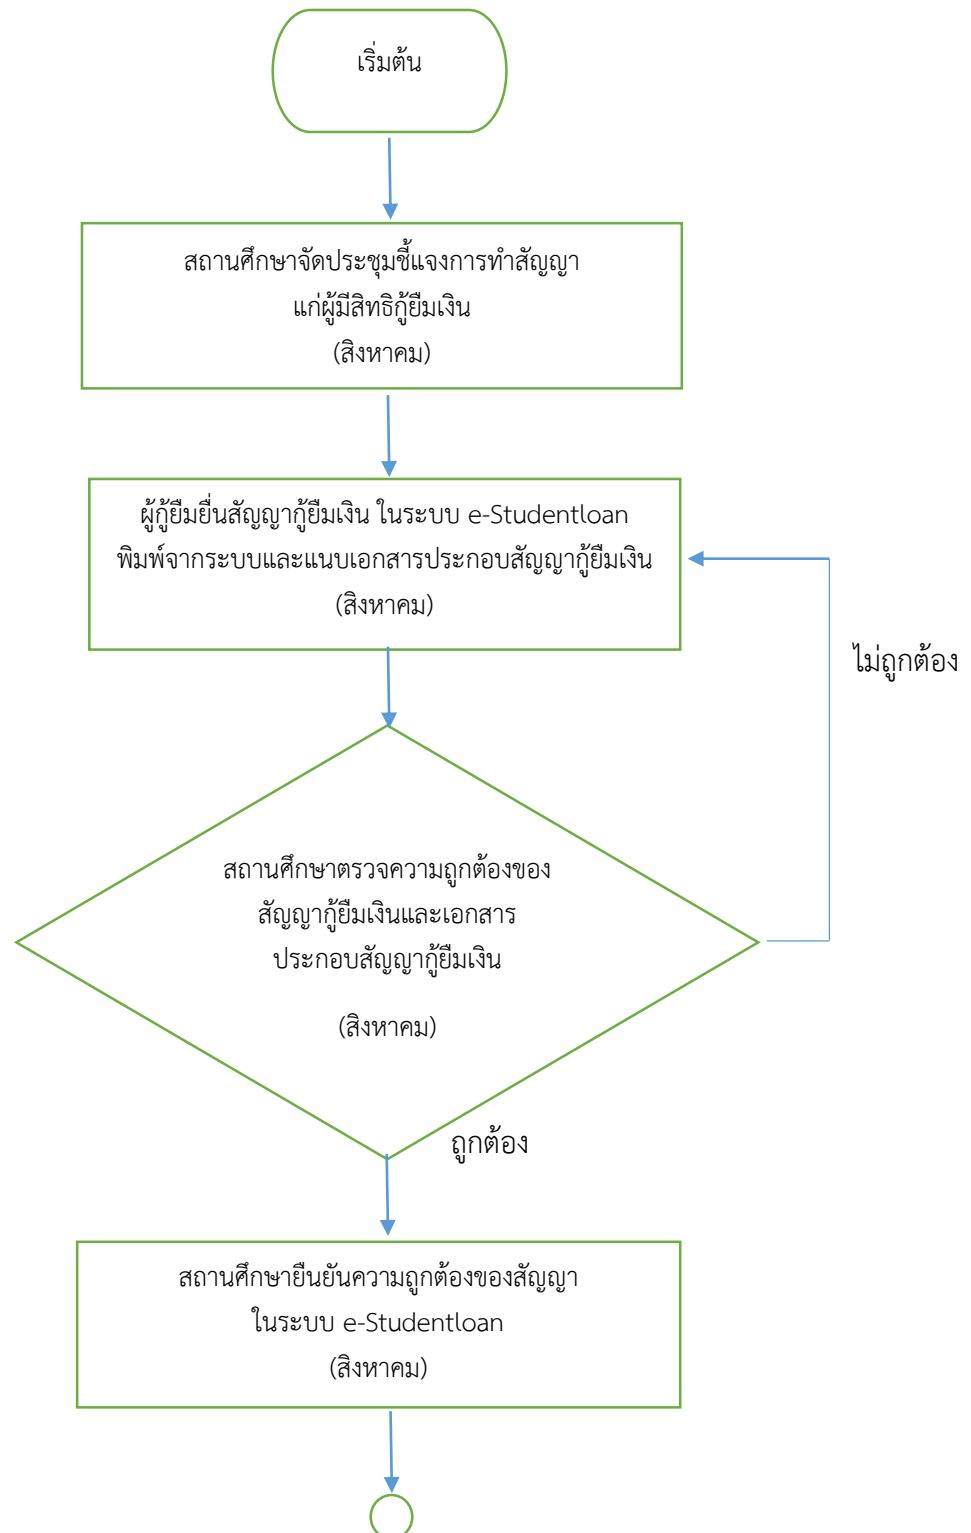 เริ่มต้น
สถานศึกษาจัดประชุมชี้แจงการทำสัญญา
แก่ผู้มีสิทธิกู้ยืมเงิน
(สิงหาคม)
ผู้กู้ยืมยื่นสัญญากู้ยืมเงิน ในระบบ e-Studentloan
พิมพ์จากระบบและแนบเอกสารประกอบสัญญากู้ยืมเงิน
(สิงหาคม)
ไม่ถูกต้อง
สถานศึกษาตรวจความถูกต้องของ
สัญญากู้ยืมเงินและเอกสาร
ประกอบสัญญากู้ยืมเงิน
(สิงหาคม)
ถูกต้อง
สถานศึกษายืนยันความถูกต้องของสัญญา
ในระบบ e-Studentloan
(สิงหาคม)